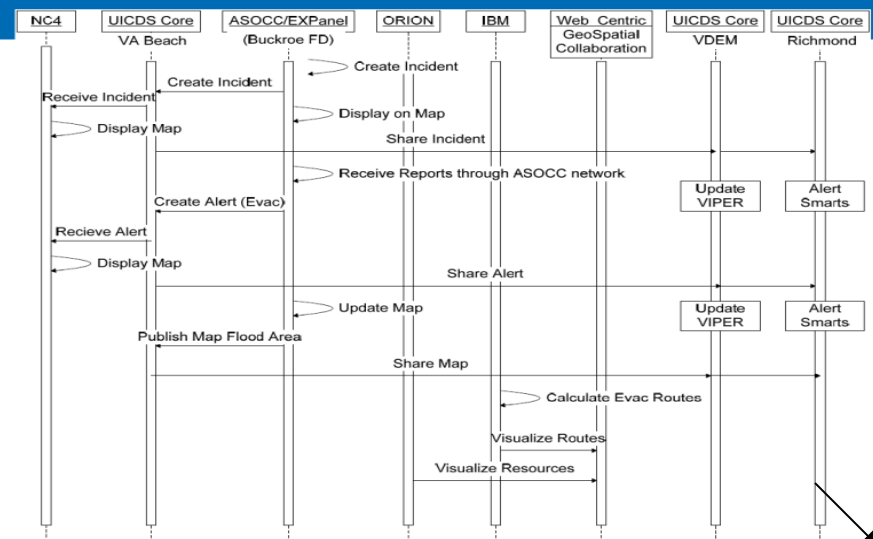 NC4
UICDS Core
VA Beach
ASOCC/EXPanel
(Buckroe FD)
ORION
IBM
Web Centric
GeoSpatial
Collaboration
UICDS Core
VDEM
UICDS Core
Richmond
Create Incident
Create Incident
Receive Incident
Display on Map
Display Map
Share Incident
Receive Reports through ASOCC network
Update
VIPER
Alert
Smarts
Create Alert (Evac)
Recieve Alert
Display Map
Share Alert
Update Map
Update
VIPER
Alert
Smarts
Publish Map Flood Area
Share Map
Calculate Evac Routes
Visualize Routes
Visualize Resources